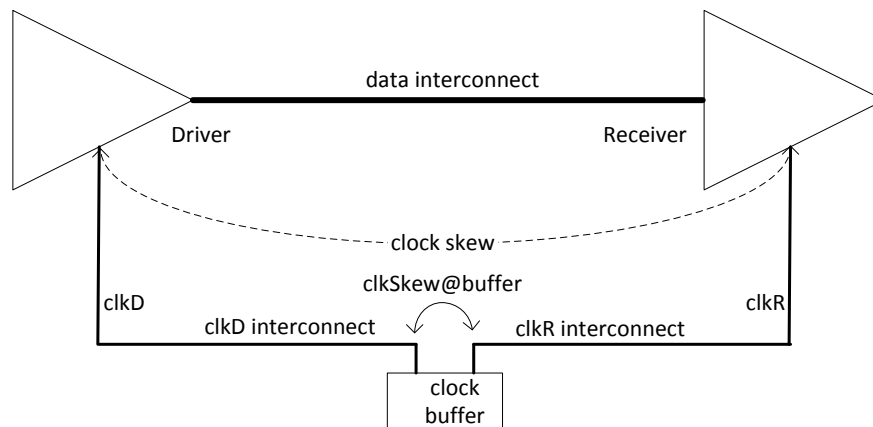 data interconnect
Driver
Receiver
clock skew
clkSkew@buffer
clkD
clkR
clkD interconnect
clkR interconnect
clock
buffer